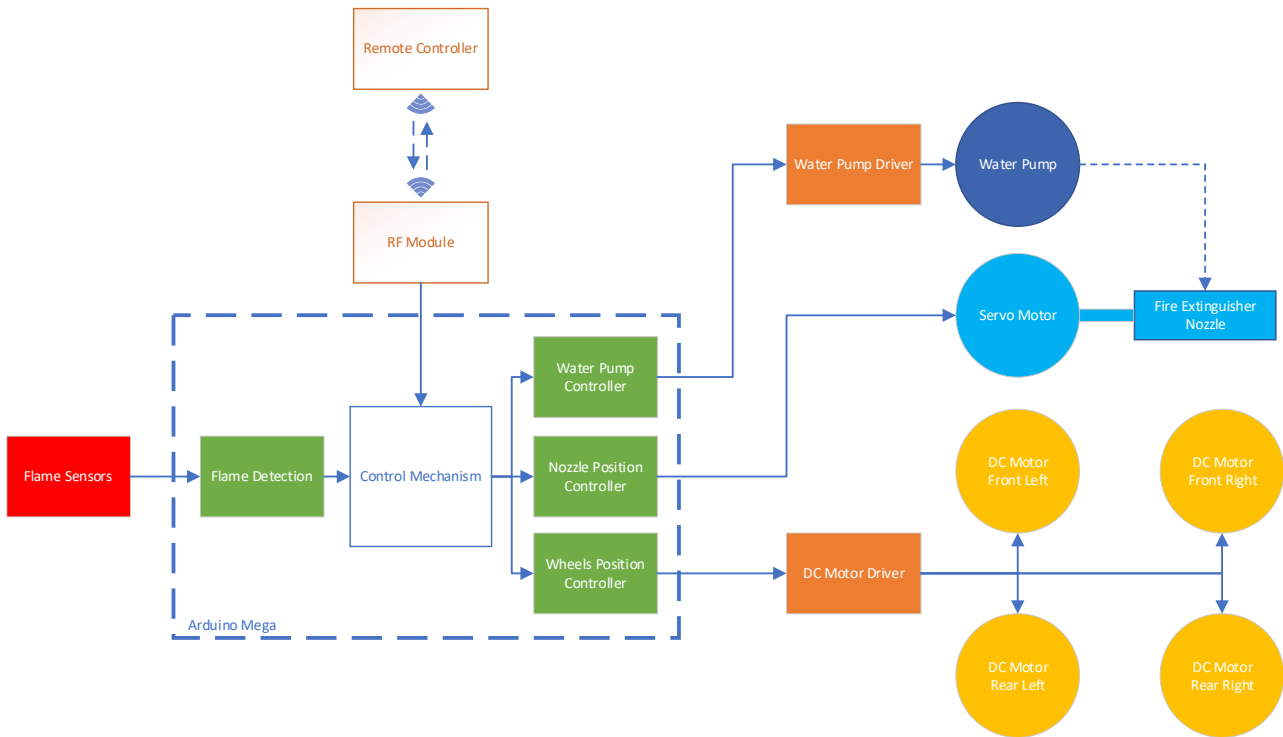 Remote Controller
Water Pump Driver
Water Pump
RF Module
Servo Motor
Fire Extinguisher
Nozzle
Water Pump
Controller
Flame Sensors
Flame Detection
Control Mechanism
Nozzle Position
Controller
DC Motor
Front Left
DC Motor
Front Right
Wheels Position
Controller
DC Motor Driver
Arduino Mega
DC Motor
Rear Left
DC Motor
Rear Right